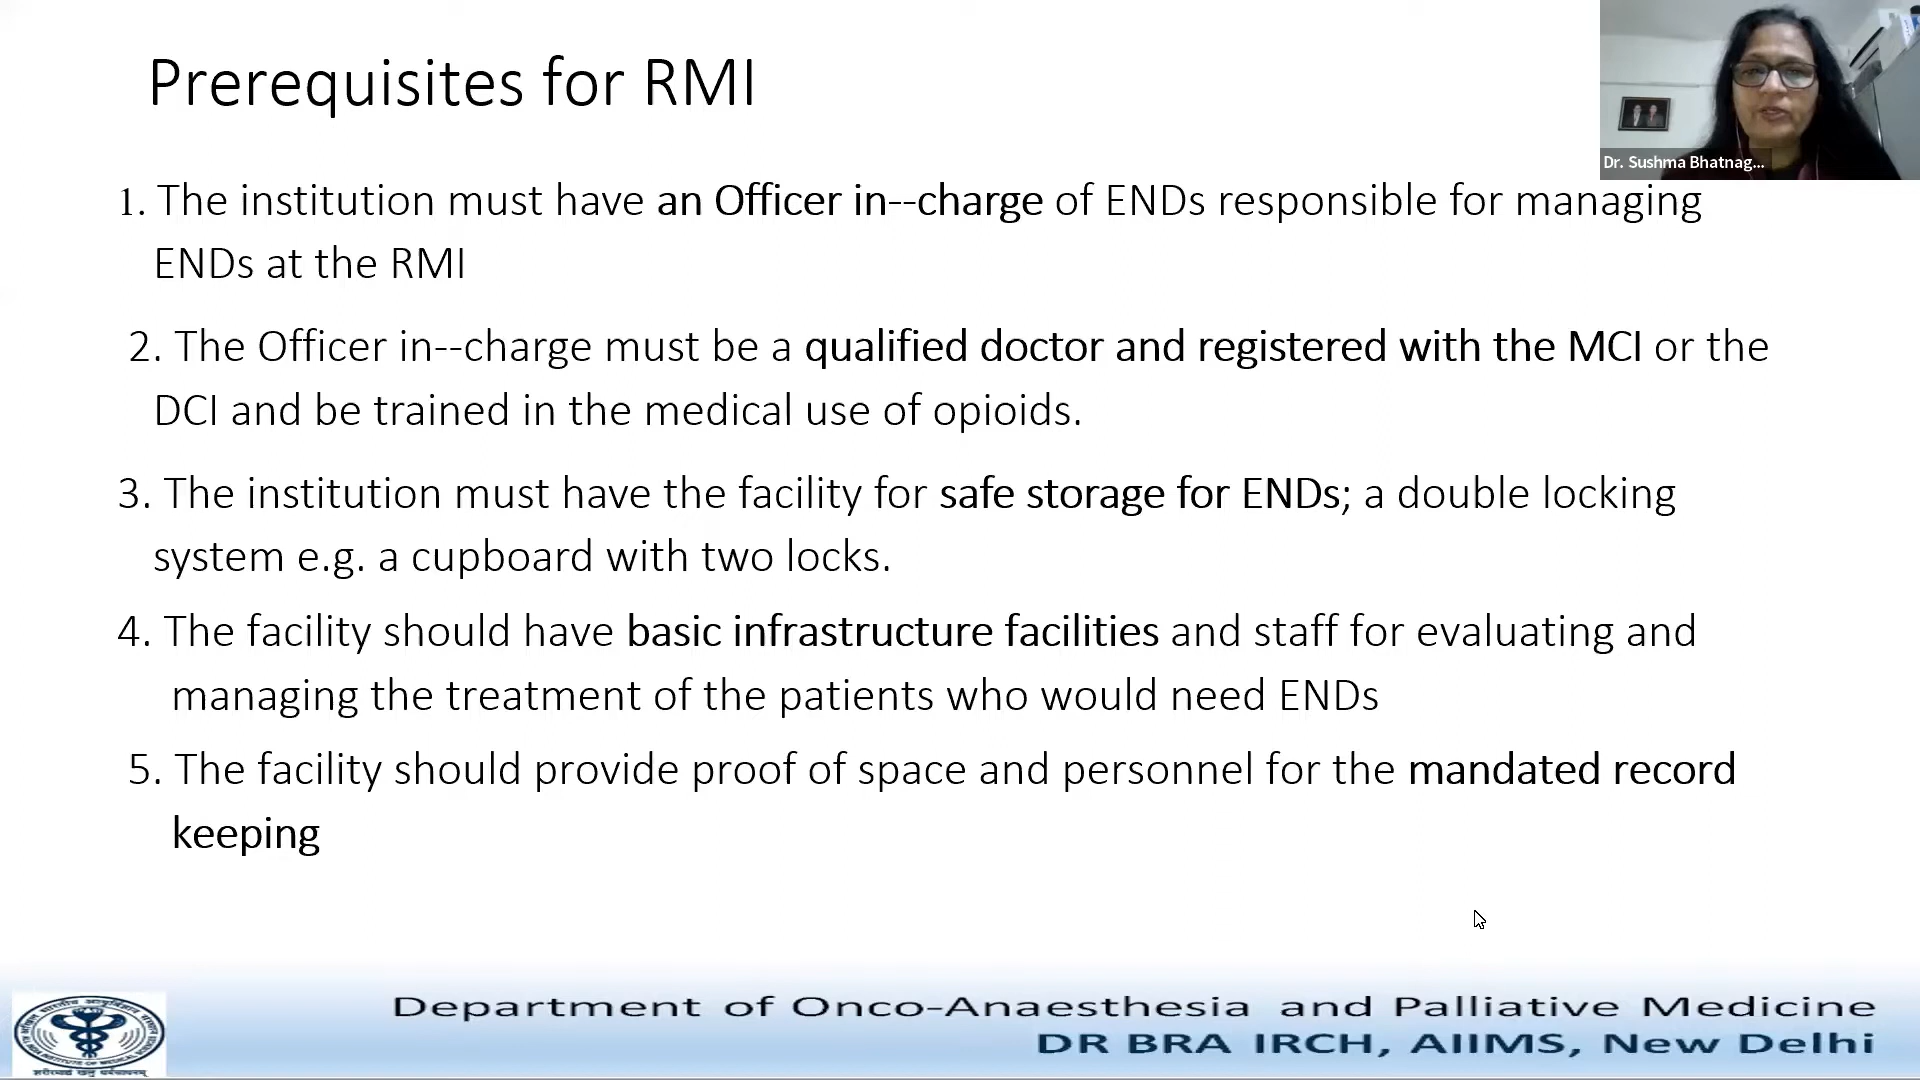 Prerequisites for RMI
Dr. Sushma Bhatnag...
1. The institution must have an Officer in--charge of ENDs responsible for managing
ENDs at the RMI
2. The Officer in--charge must be a qualified doctor and registered with the MCI or the
DCI and be trained in the medical use of opioids.
3. The institution must have the facility for safe storage for ENDs; a double locking
system e.g. a cupboard with two locks.
4. The facility should have basic infrastructure facilities and staff for evaluating and
managing the treatment of the patients who would need ENDs
5. The facility should provide proof of space and personnel for the mandated record
keeping
Department of Onco-Anaesthesia and Palliative Medicine
DR BRA IRCH, AIIMS, New Delhi